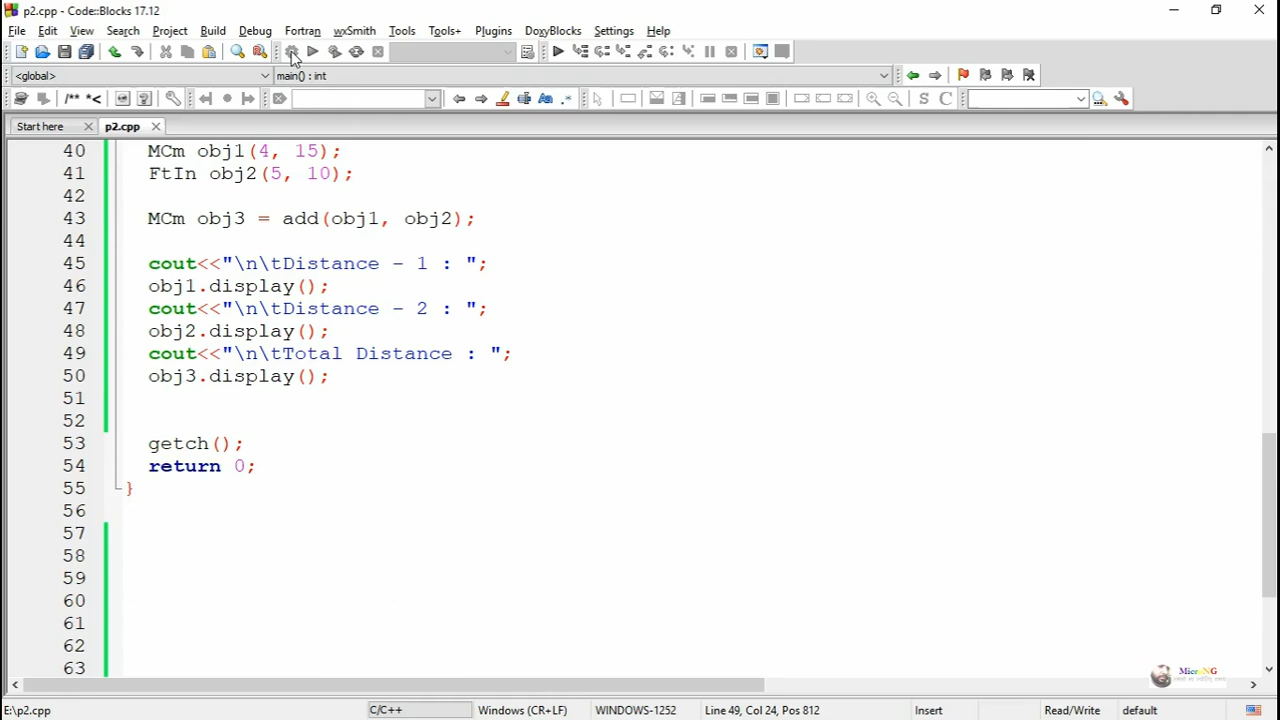 p2.cpp - Code::Blocks 17.12
File Edit View Search Project Build Debug Fortran wxSmith Tools Tools+ Plugins DoxyBlocks Settings Help
<global> main() : int
/** *<
S C
Start here p2.cpp
40 MCm obj1(4, 15);
41 FtIn obj2(5, 10);
42
43 MCm obj3 = add(obj1, obj2);
44
45 cout<<"\n\tDistance - 1 : ";
46 obj1.display();
47 cout<<"\n\tDistance - 2 : ";
48 obj2.display();
49 cout<<"\n\tTotal Distance : ";
50 obj3.display();
51
52
53 getch();
54 return 0;
55 }
56
57
58
59
60
61
62
63
MicroNG
E:\p2.cpp C/C++ Windows (CR+LF) WINDOWS-1252 Line 49, Col 24, Pos 812 Insert Read/Write default